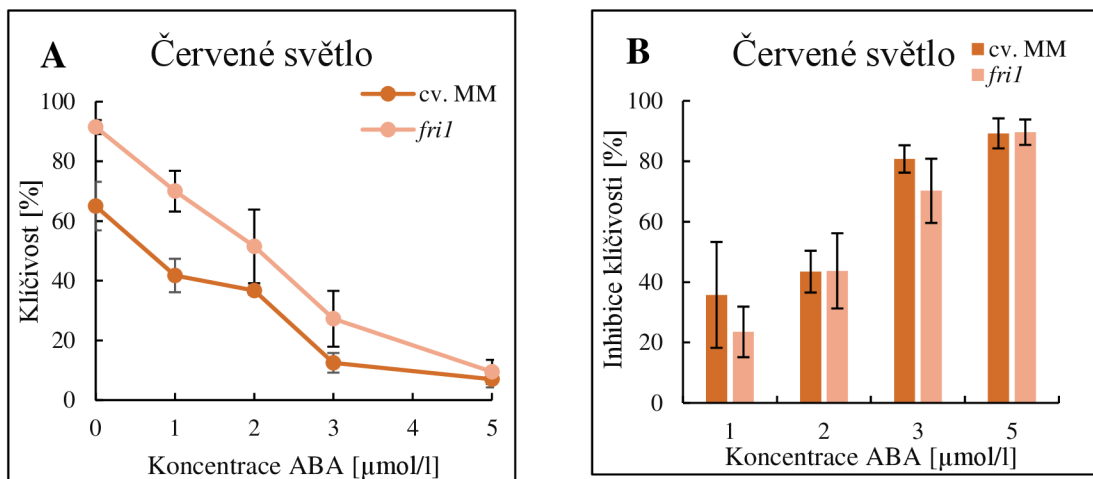 A
Červené světlo
cv. MM
fri1
Klíčivost [%]
100
80
60
40
20
0
0 1 2 3 4 5
Koncentrace ABA [µmol/l]
B
Červené světlo
cv. MM
fri1
Inhibice klíčivosti [%]
100
80
60
40
20
0
1 2 3 5
Koncentrace ABA [µmol/l]